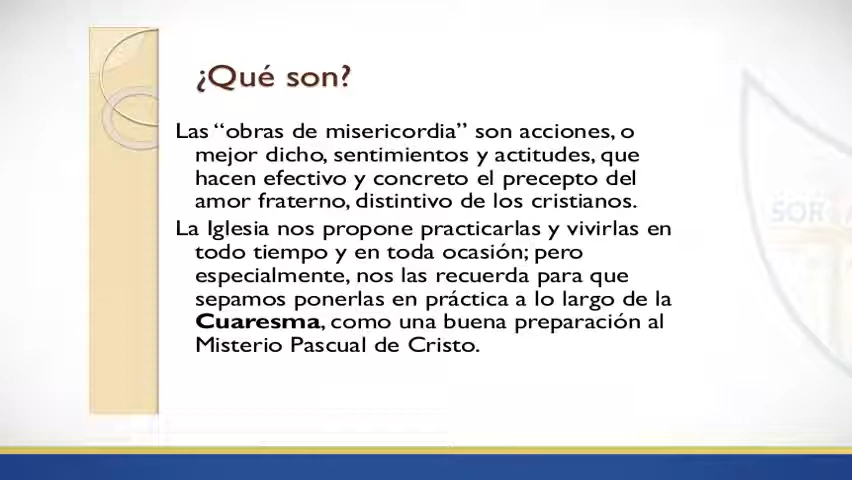 ¿Qué son?
Las “obras de misericordia” son acciones, o
mejor dicho, sentimientos y actitudes, que
hacen efectivo y concreto el precepto del
amor fraterno, distintivo de los cristianos.
La Iglesia nos propone practicarlas y vivirlas en
todo tiempo y en toda ocasión; pero
especialmente, nos las recuerda para que
sepamos ponerlas en práctica a lo largo de la
Cuaresma, como una buena preparación al
Misterio Pascual de Cristo.
SOR